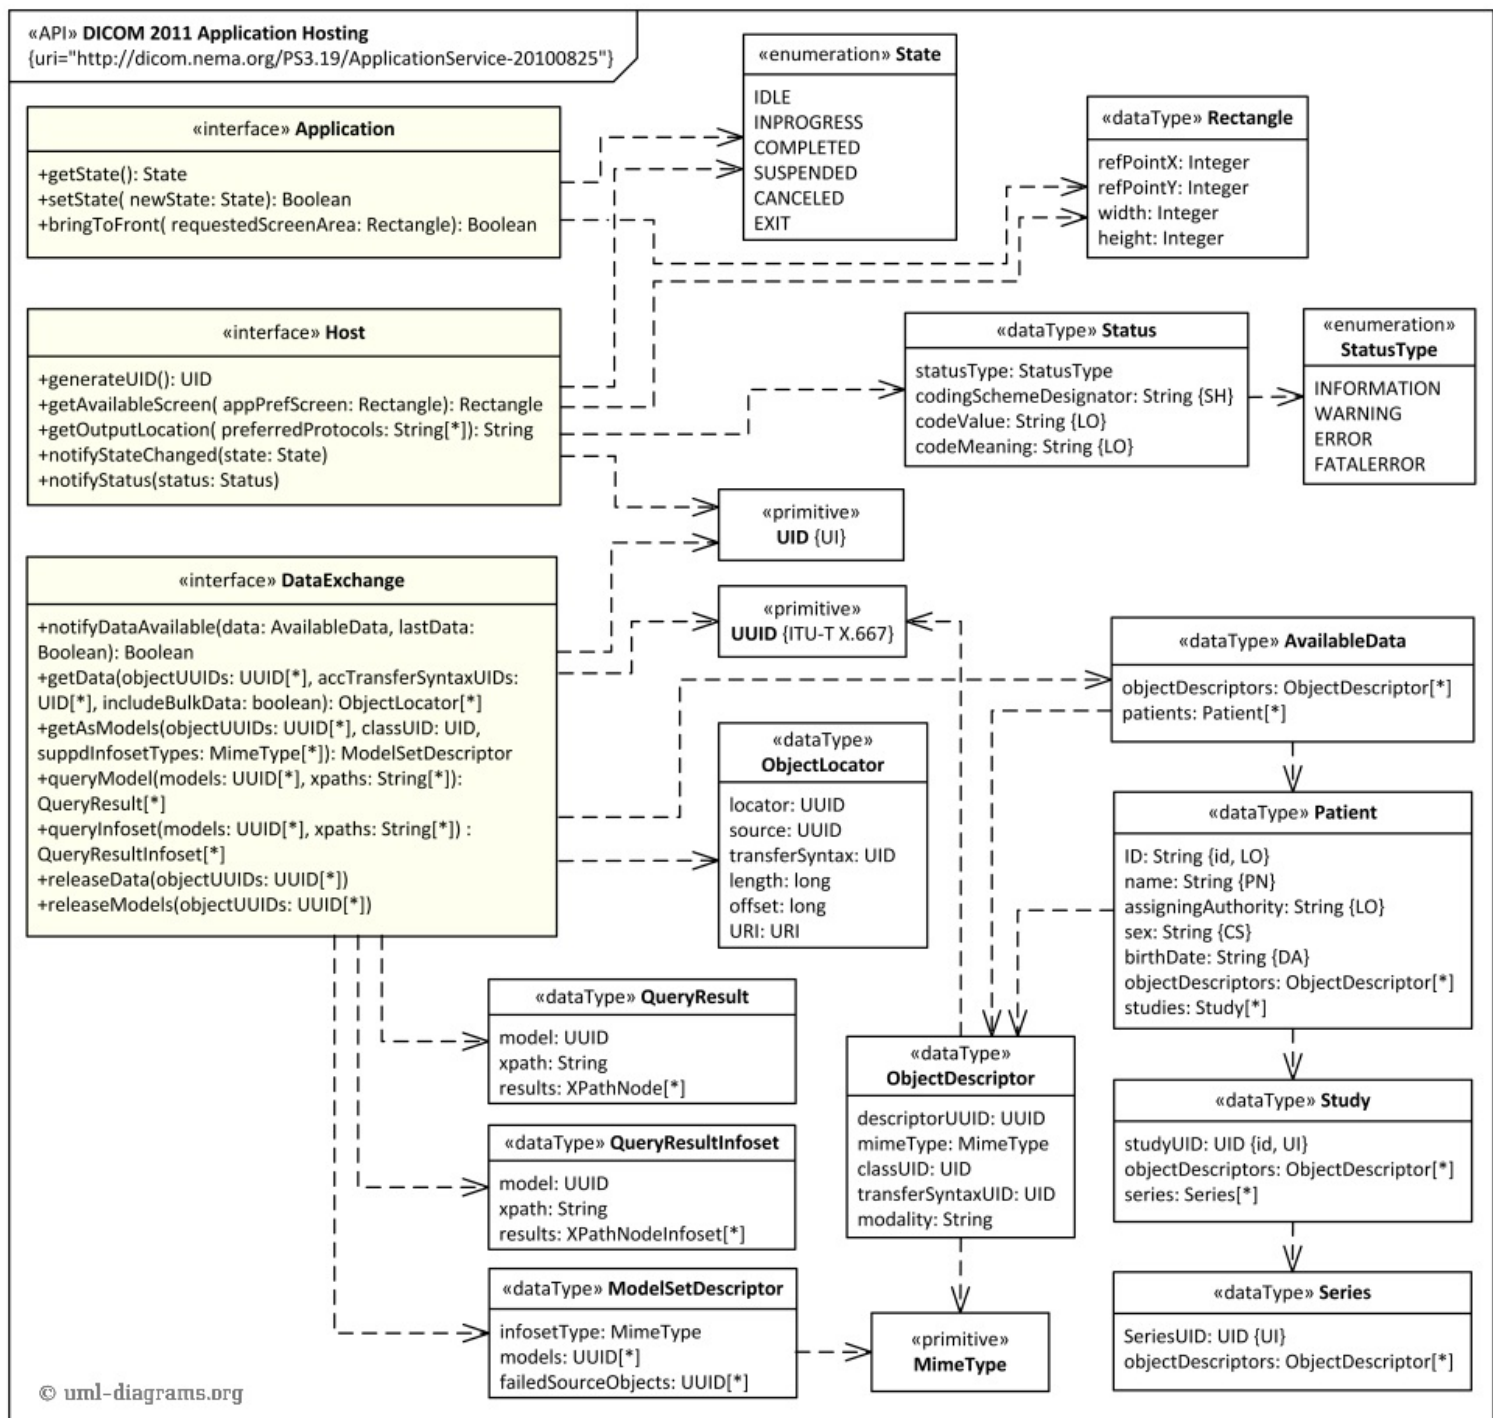 «API» DICOM 2011 Application Hosting
{uri="http://dicom.nema.org/PS3.19/ApplicationService-20100825"}
«interface» Application
+getState(): State
+setState( newState: State): Boolean
+bringToFront( requestedScreenArea: Rectangle): Boolean
«enumeration» State
IDLE
INPROGRESS
COMPLETED
SUSPENDED
CANCELED
EXIT
«dataType» Rectangle
refPointX: Integer
refPointY: Integer
width: Integer
height: Integer
«interface» Host
+generateUID(): UID
+getAvailableScreen( appPrefScreen: Rectangle): Rectangle
+getOutputLocation( preferredProtocols: String[*]): String
+notifyStateChanged(state: State)
+notifyStatus(status: Status)
«dataType» Status
statusType: StatusType
codingSchemeDesignator: String {SH}
codeValue: String {LO}
codeMeaning: String {LO}
«enumeration»
StatusType
INFORMATION
WARNING
ERROR
FATALERROR
«primitive»
UID {UI}
«interface» DataExchange
+notifyDataAvailable(data: AvailableData, lastData:
Boolean): Boolean
+getData(objectUUIDs: UUID[*], accTransferSyntaxUIDs:
UID[*], includeBulkData: boolean): ObjectLocator[*]
+getAsModels(objectUUIDs: UUID[*], classUID: UID,
suppdInfosetTypes: MimeType[*]): ModelSetDescriptor
+queryModel(models: UUID[*], xpaths: String[*]):
QueryResult[*]
+queryInfoset(models: UUID[*], xpaths: String[*]) :
QueryResultInfoset[*]
+releaseData(objectUUIDs: UUID[*])
+releaseModels(objectUUIDs: UUID[*])
«primitive»
UUID {ITU-T X.667}
«dataType» AvailableData
objectDescriptors: ObjectDescriptor[*]
patients: Patient[*]
«dataType»
ObjectLocator
locator: UUID
source: UUID
transferSyntax: UID
length: long
offset: long
URI: URI
«dataType» Patient
ID: String {id, LO}
name: String {PN}
assigningAuthority: String {LO}
sex: String {CS}
birthDate: String {DA}
objectDescriptors: ObjectDescriptor[*]
studies: Study[*]
«dataType» QueryResult
model: UUID
xpath: String
results: XPathNode[*]
«dataType»
ObjectDescriptor
descriptorUUID: UUID
mimeType: MimeType
classUID: UID
transferSyntaxUID: UID
modality: String
«dataType» Study
studyUID: UID {id, UI}
objectDescriptors: ObjectDescriptor[*]
series: Series[*]
«dataType» QueryResultInfoset
model: UUID
xpath: String
results: XPathNodeInfoset[*]
«dataType» ModelSetDescriptor
infosetType: MimeType
models: UUID[*]
failedSourceObjects: UUID[*]
«primitive»
MimeType
«dataType» Series
SeriesUID: UID {UI}
objectDescriptors: ObjectDescriptor[*]
© uml-diagrams.org